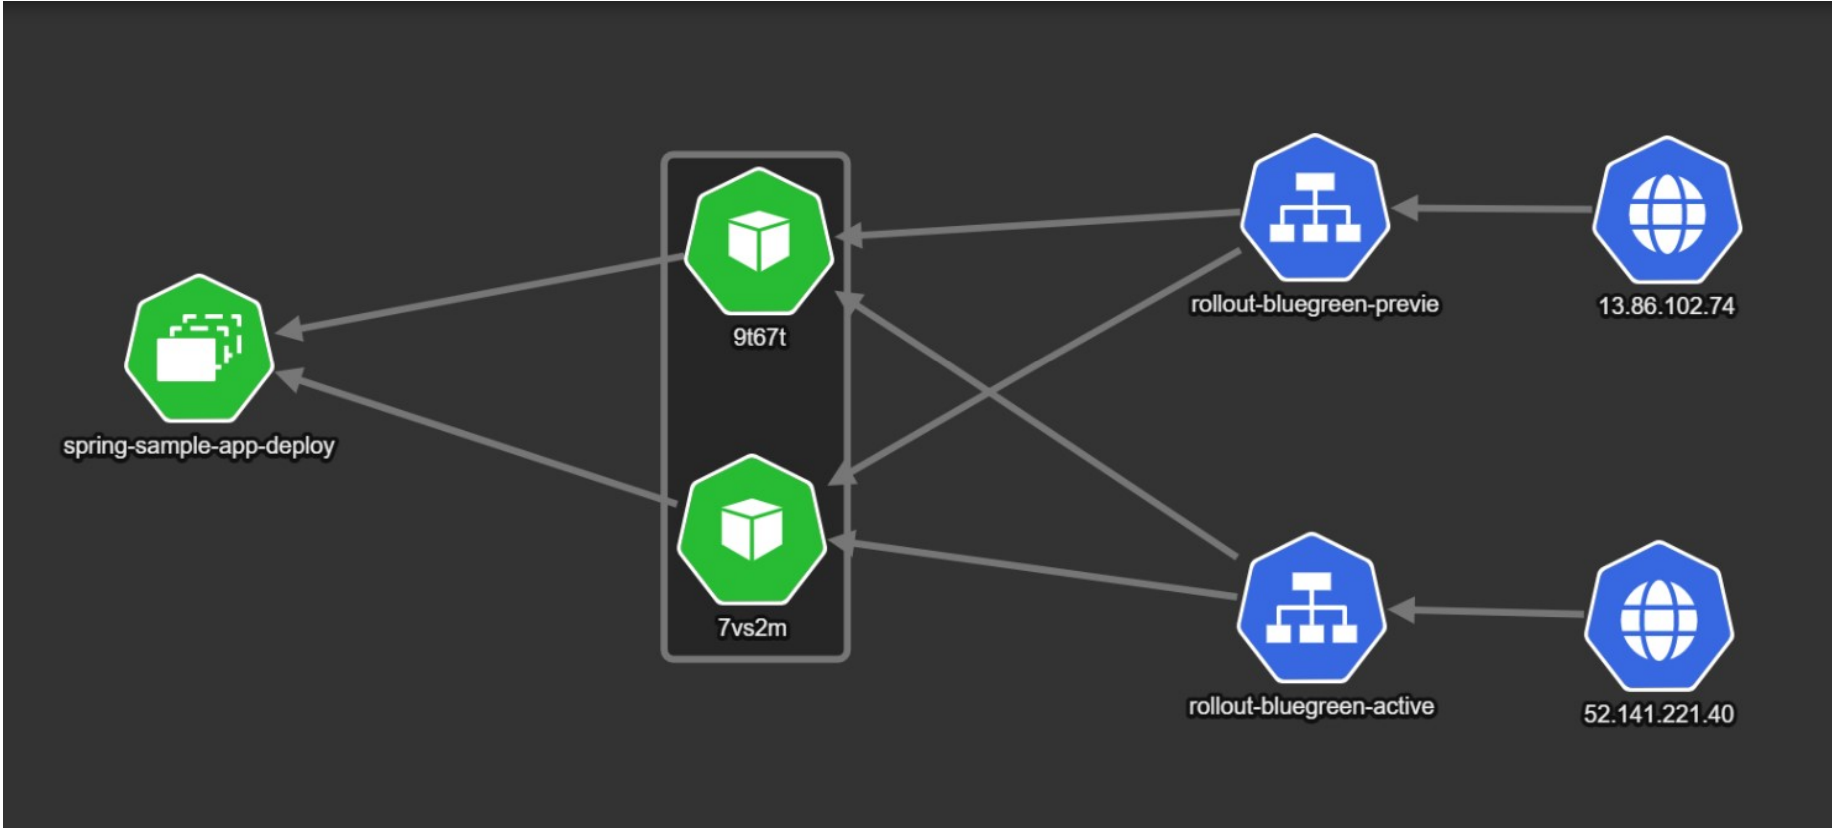 rollout-bluegreen-previe
13.86.102.74
9t67t
spring-sample-app-deploy
7vs2m
rollout-bluegreen-active
52.141.221.40